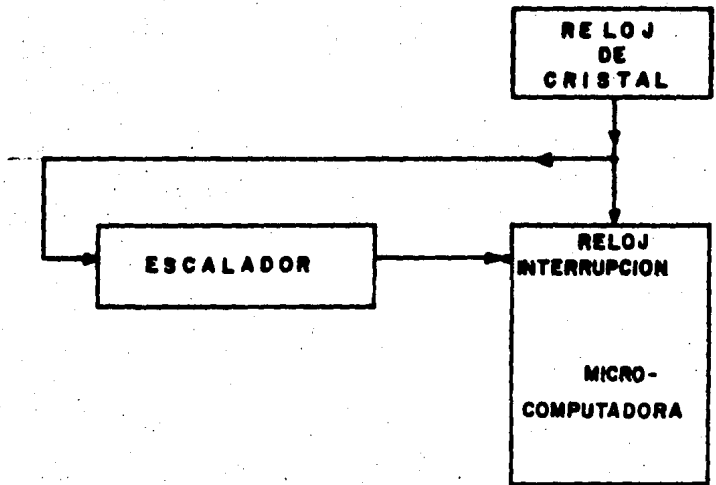 RELOJ
DE
CRISTAL
ESCALADOR
RELOJ
INTERRUPCION
MICRO-
COMPUTADORA